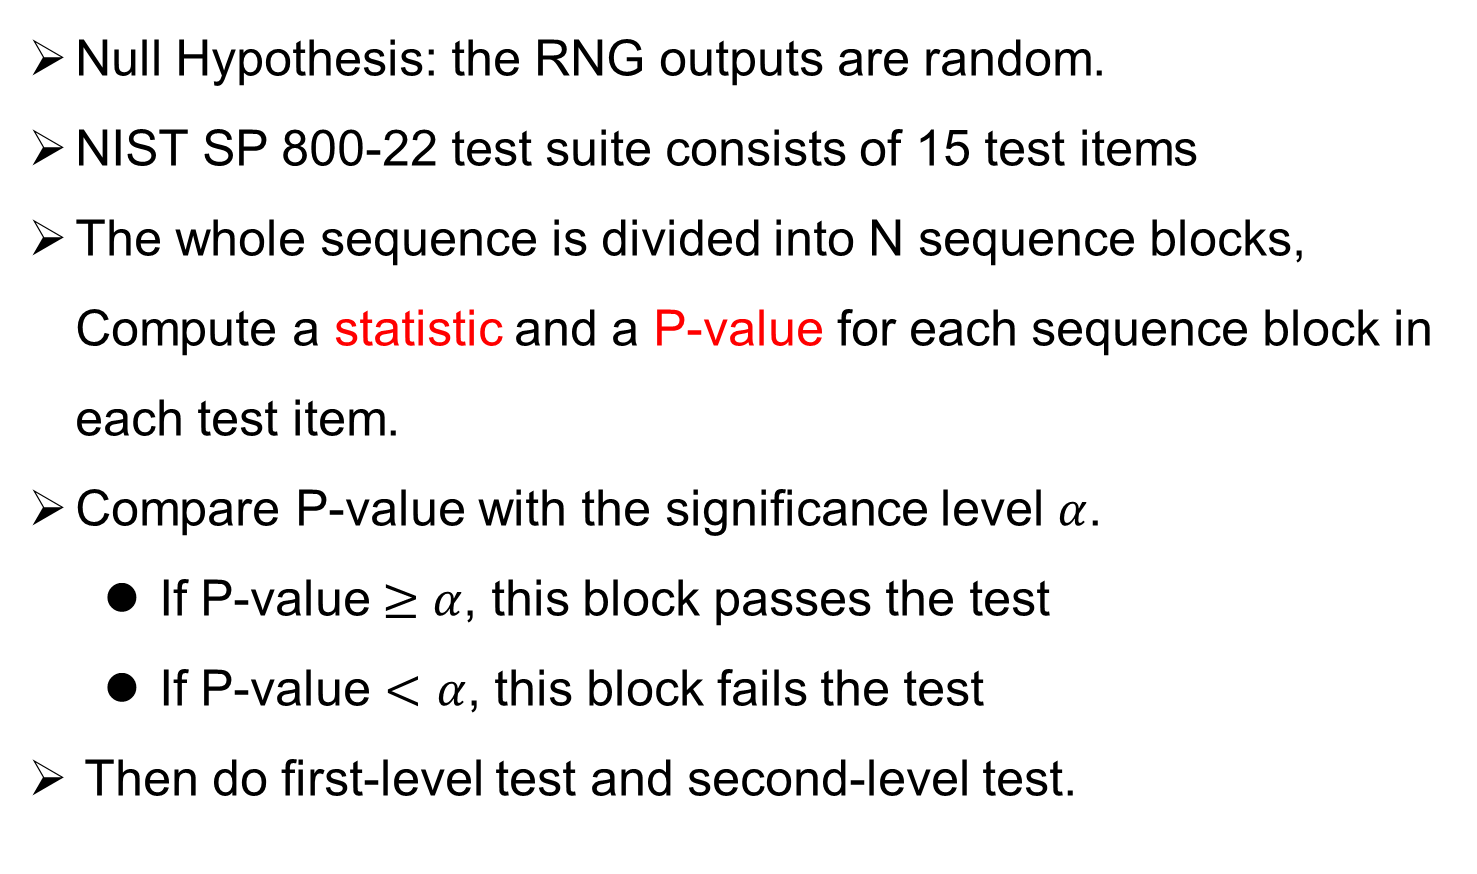 ➢ Null Hypothesis: the RNG outputs are random.
➢ NIST SP 800-22 test suite consists of 15 test items
➢ The whole sequence is divided into N sequence blocks,
Compute a statistic and a P-value for each sequence block in
each test item.
➢ Compare P-value with the significance level 𝛼.
● If P-value ≥ 𝛼, this block passes the test
● If P-value < 𝛼, this block fails the test
➢ Then do first-level test and second-level test.